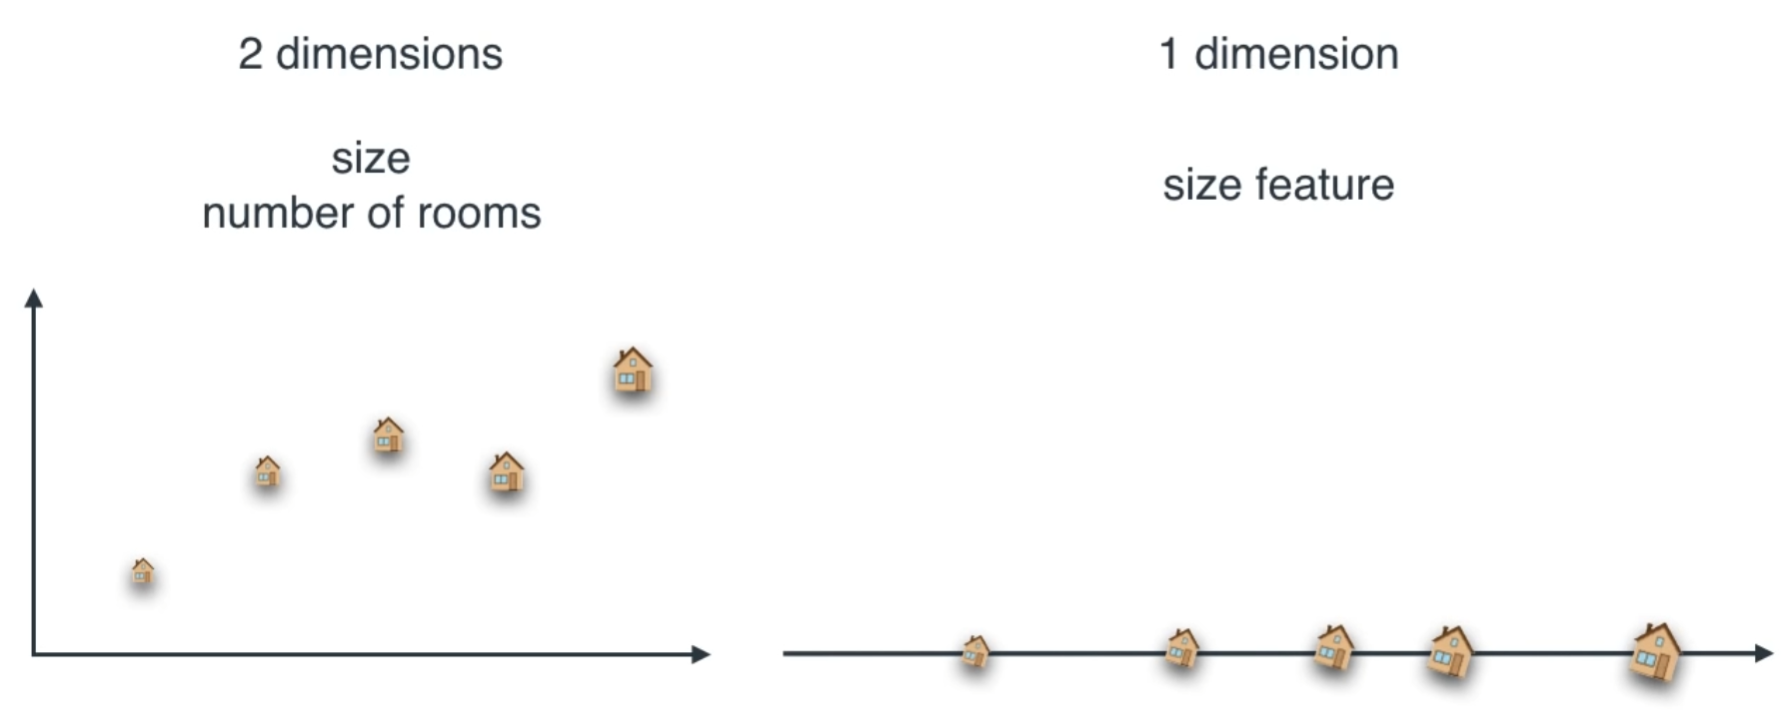 2 dimensions
size
number of rooms
1 dimension
size feature